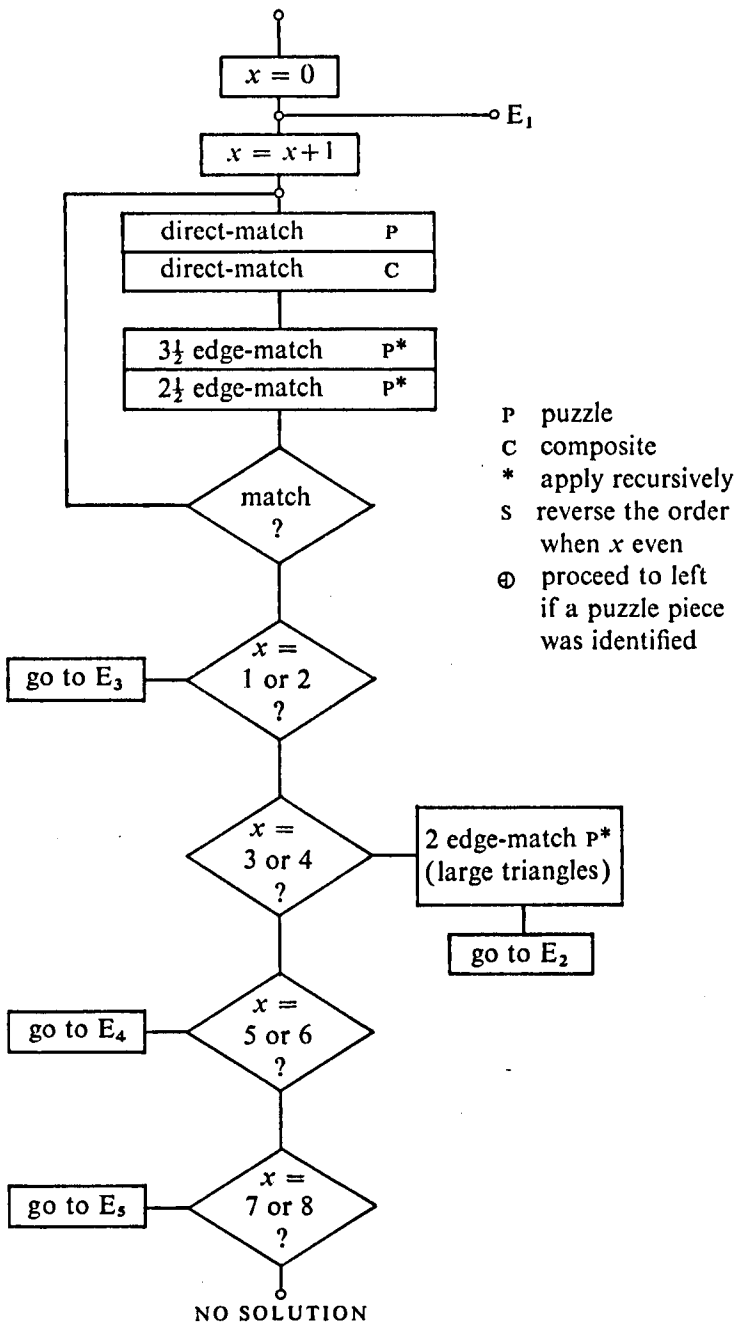 x = 0
E₁
x = x+1
direct-match P
direct-match C
3½ edge-match P*
2½ edge-match P*
match
?
P puzzle
C composite
* apply recursively
S reverse the order
when x even
⊕ proceed to left
if a puzzle piece
was identified
x =
1 or 2
?
go to E₃
x =
3 or 4
?
2 edge-match P*
(large triangles)
go to E₂
x =
5 or 6
?
go to E₄
x =
7 or 8
?
go to E₅
NO SOLUTION